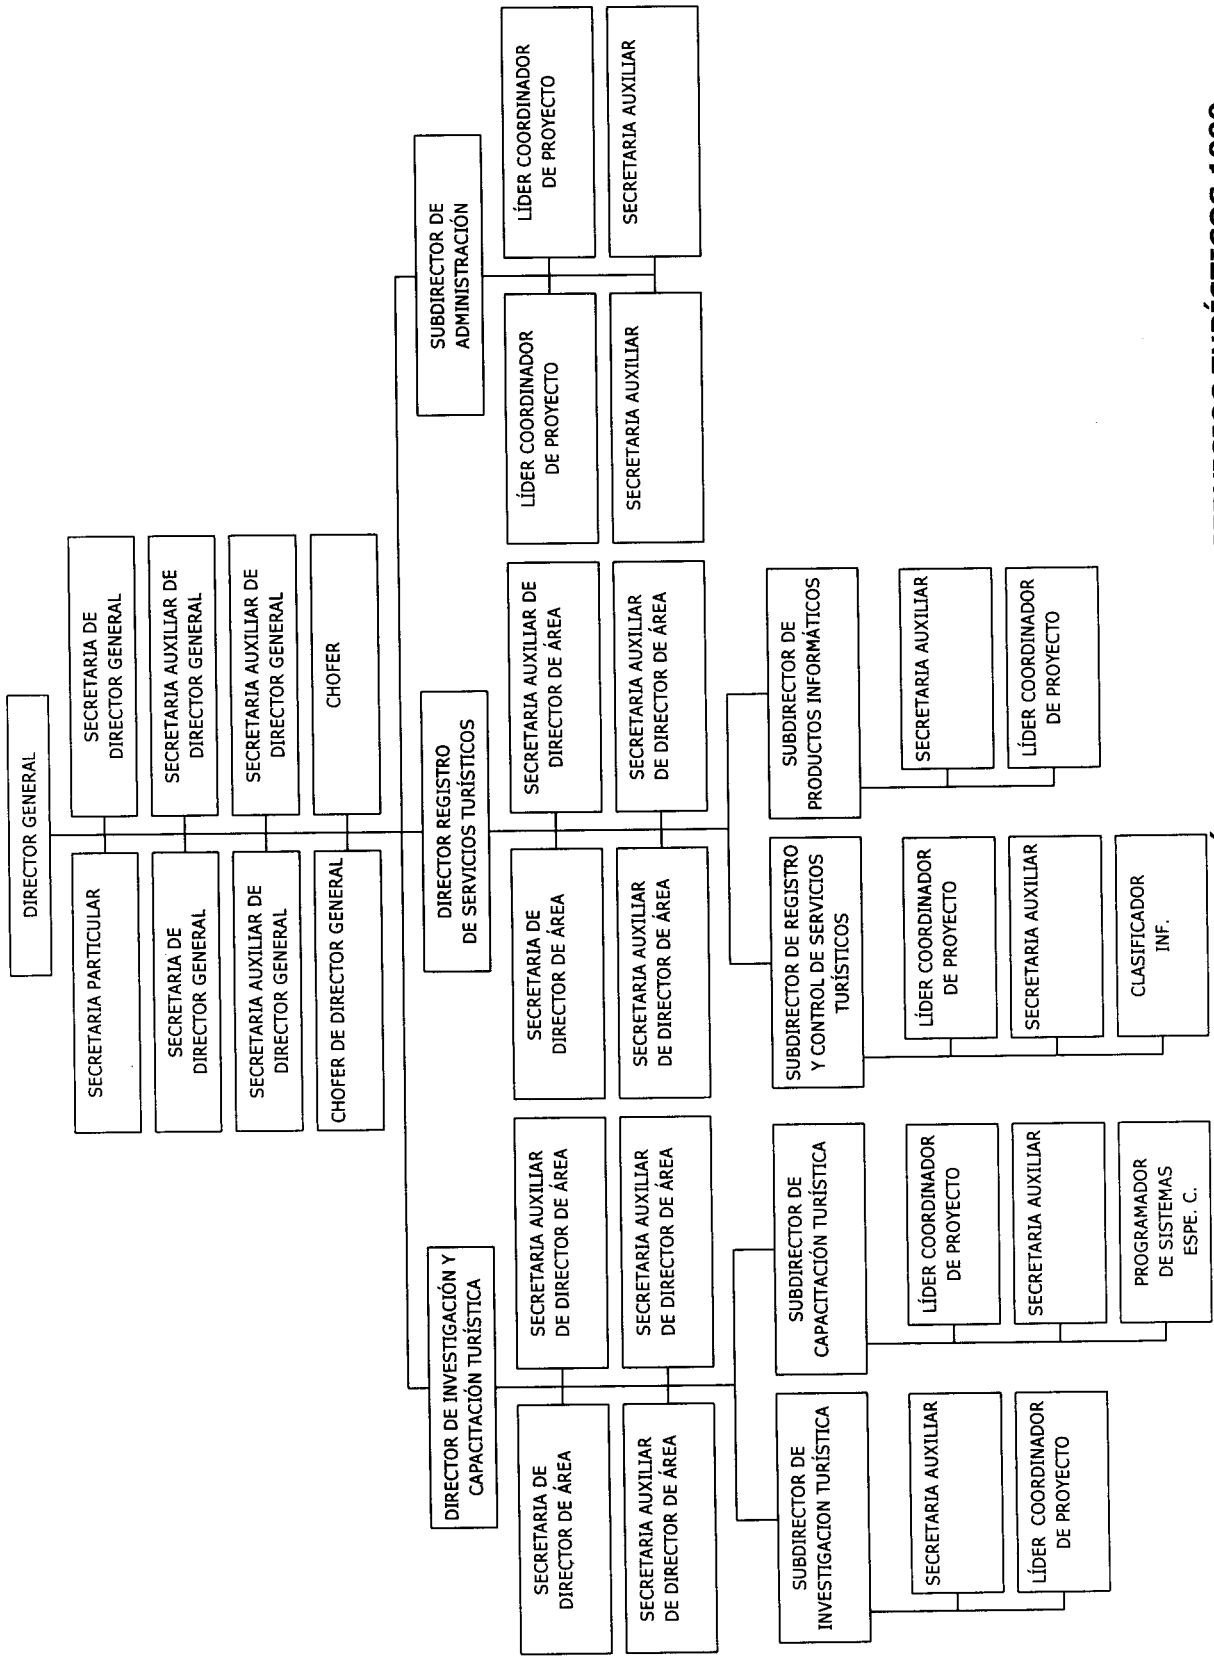 DIRECTOR GENERAL
SECRETARIA PARTICULAR
SECRETARIA DE
DIRECTOR GENERAL
SECRETARIA DE
DIRECTOR GENERAL
SECRETARIA AUXILIAR DE
DIRECTOR GENERAL
SECRETARIA AUXILIAR DE
DIRECTOR GENERAL
SECRETARIA AUXILIAR DE
DIRECTOR GENERAL
CHOFER DE DIRECTOR GENERAL
CHOFER
DIRECTOR DE INVESTIGACIÓN Y
CAPACITACIÓN TURÍSTICA
DIRECTOR REGISTRO
DE SERVICIOS TURÍSTICOS
SUBDIRECTOR DE
ADMINISTRACIÓN
SECRETARIA DE
DIRECTOR DE ÁREA
SECRETARIA AUXILIAR
DE DIRECTOR DE ÁREA
SECRETARIA AUXILIAR
DE DIRECTOR DE ÁREA
SECRETARIA AUXILIAR
DE DIRECTOR DE ÁREA
SECRETARIA DE
DIRECTOR DE ÁREA
SECRETARIA AUXILIAR DE
DIRECTOR DE ÁREA
SECRETARIA AUXILIAR
DE DIRECTOR DE ÁREA
SECRETARIA AUXILIAR
DE DIRECTOR DE ÁREA
LÍDER COORDINADOR
DE PROYECTO
LÍDER COORDINADOR
DE PROYECTO
SECRETARIA AUXILIAR
SECRETARIA AUXILIAR
SUBDIRECTOR DE
INVESTIGACION TURÍSTICA
SECRETARIA AUXILIAR
LÍDER COORDINADOR
DE PROYECTO
SUBDIRECTOR DE
CAPACITACIÓN TURÍSTICA
LÍDER COORDINADOR
DE PROYECTO
SECRETARIA AUXILIAR
PROGRAMADOR
DE SISTEMAS
ESPE. C.
SUBDIRECTOR DE REGISTRO
Y CONTROL DE SERVICIOS
TURÍSTICOS
LÍDER COORDINADOR
DE PROYECTO
SECRETARIA AUXILIAR
CLASIFICADOR
INF.
SUBDIRECTOR DE
PRODUCTOS INFORMÁTICOS
SECRETARIA AUXILIAR
LÍDER COORDINADOR
DE PROYECTO